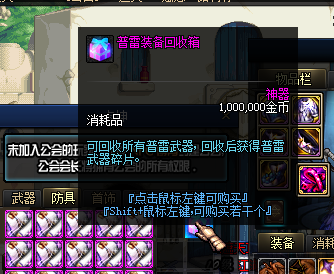 普雷装备回收箱
神器
1,000,000金币
消耗品
可回收所有普雷武器, 回收后获得普雷
武器碎片。
『点击鼠标左键可购买』
『Shift+鼠标左键,可购买若干个』
物品栏
未加入公会的
公会会长
武器 防具 首饰
装备 消耗